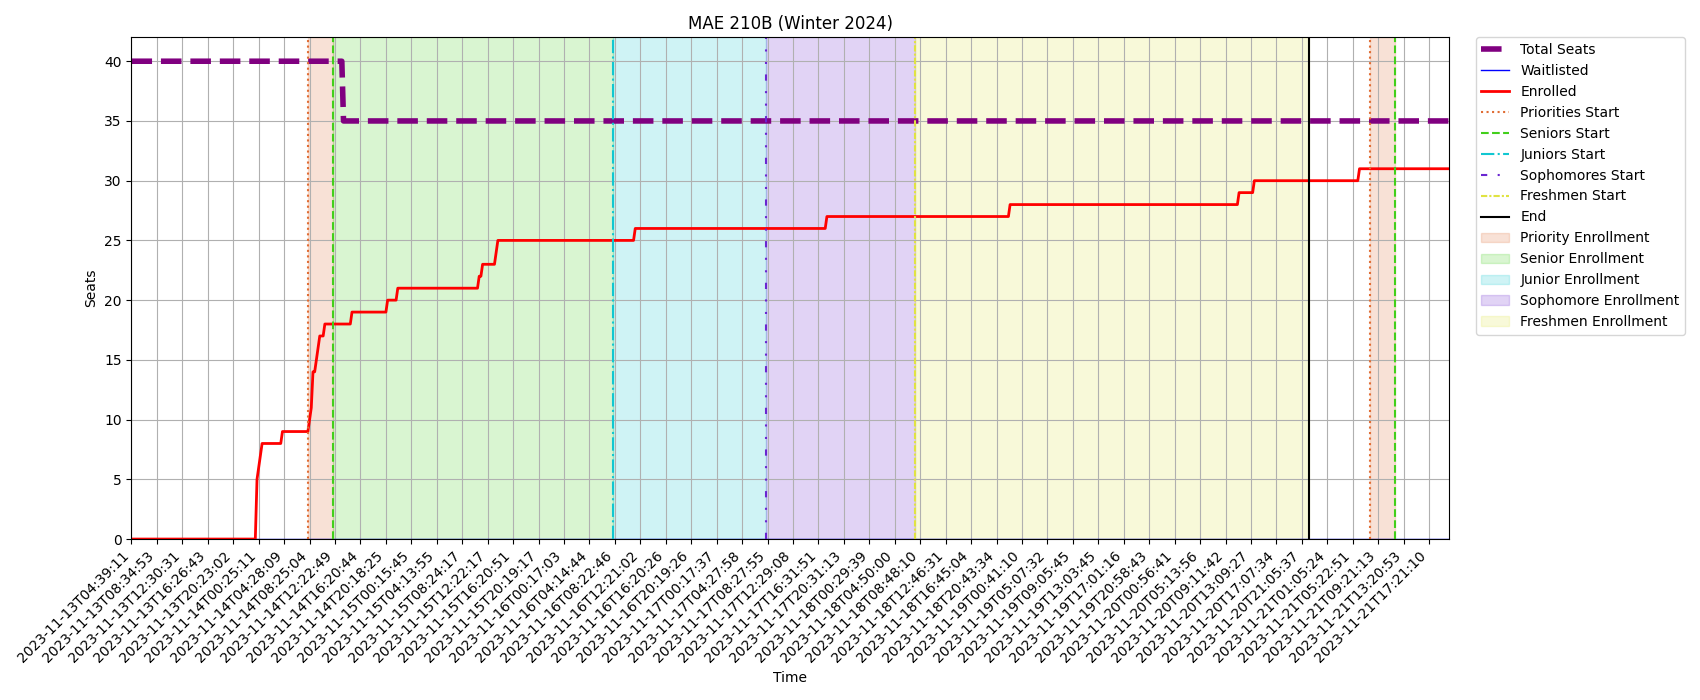 MAE 210B (Winter 2024)
Seats
40
35
30
25
20
15
10
5
0
2023-11-13T04:39:11
2023-11-13T08:34:53
2023-11-13T12:30:31
2023-11-13T16:26:43
2023-11-13T20:23:02
2023-11-14T00:25:11
2023-11-14T04:28:09
2023-11-14T08:25:04
2023-11-14T12:22:49
2023-11-14T16:20:44
2023-11-14T20:18:25
2023-11-15T00:15:45
2023-11-15T04:13:55
2023-11-15T08:24:17
2023-11-15T12:22:17
2023-11-15T16:20:51
2023-11-15T20:19:17
2023-11-16T00:17:03
2023-11-16T04:14:44
2023-11-16T08:22:46
2023-11-16T12:21:02
2023-11-16T16:20:26
2023-11-16T20:19:26
2023-11-17T00:17:37
2023-11-17T04:27:58
2023-11-17T08:27:55
2023-11-17T12:29:08
2023-11-17T16:31:51
2023-11-17T20:31:13
2023-11-18T00:29:39
2023-11-18T04:50:00
2023-11-18T08:48:10
2023-11-18T12:46:31
2023-11-18T16:45:04
2023-11-18T20:43:34
2023-11-19T00:41:10
2023-11-19T05:07:32
2023-11-19T09:05:45
2023-11-19T13:03:45
2023-11-19T17:01:16
2023-11-19T20:58:43
2023-11-20T00:56:41
2023-11-20T05:13:56
2023-11-20T09:11:42
2023-11-20T13:09:27
2023-11-20T17:07:34
2023-11-20T21:05:37
2023-11-21T01:05:24
2023-11-21T05:22:51
2023-11-21T09:21:13
2023-11-21T13:20:53
2023-11-21T17:21:10
Time
Total Seats
Waitlisted
Enrolled
Priorities Start
Seniors Start
Juniors Start
Sophomores Start
Freshmen Start
End
Priority Enrollment
Senior Enrollment
Junior Enrollment
Sophomore Enrollment
Freshmen Enrollment